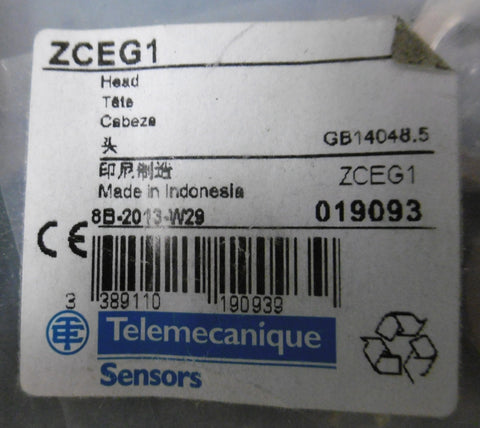 ZCEG1
Head
Tête
Cabeza
头
GB14048.5
印尼制造
ZCEG1
Made in Indonesia
8B-2013-W29
019093
CE
3 389110 190939
Telemecanique
Sensors